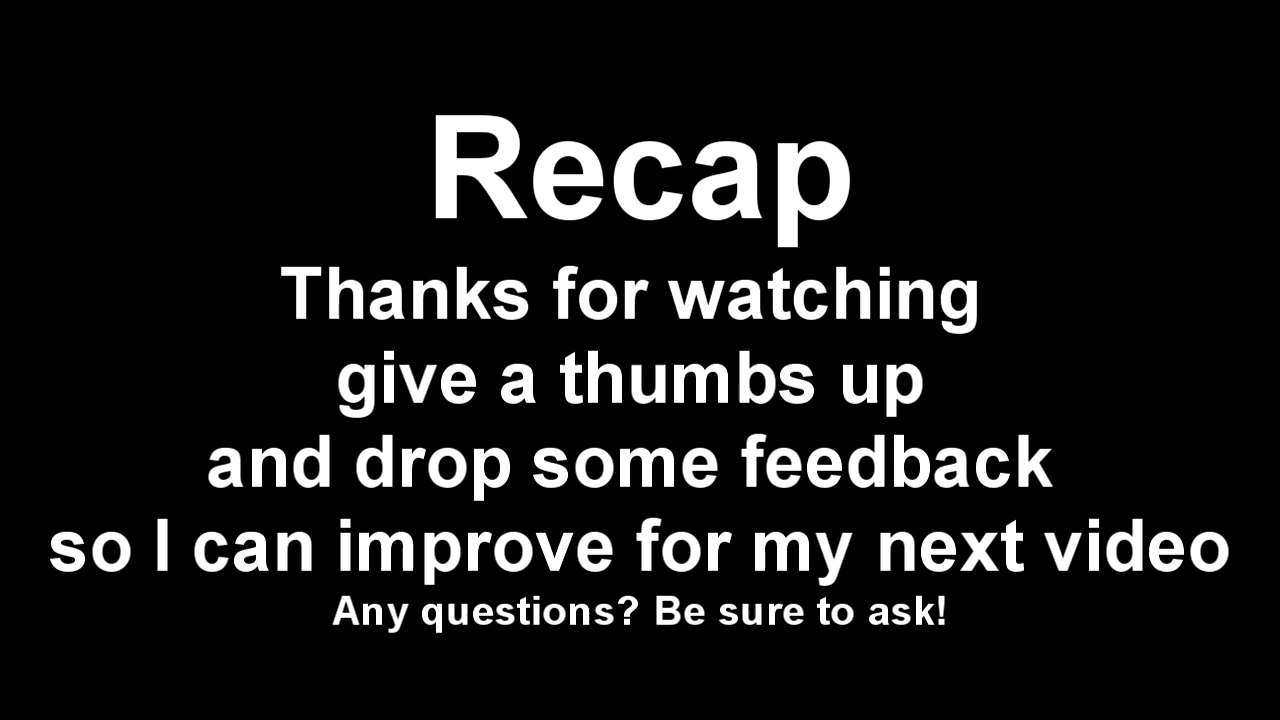 Recap
Thanks for watching
give a thumbs up
and drop some feedback
so I can improve for my next video
Any questions? Be sure to ask!